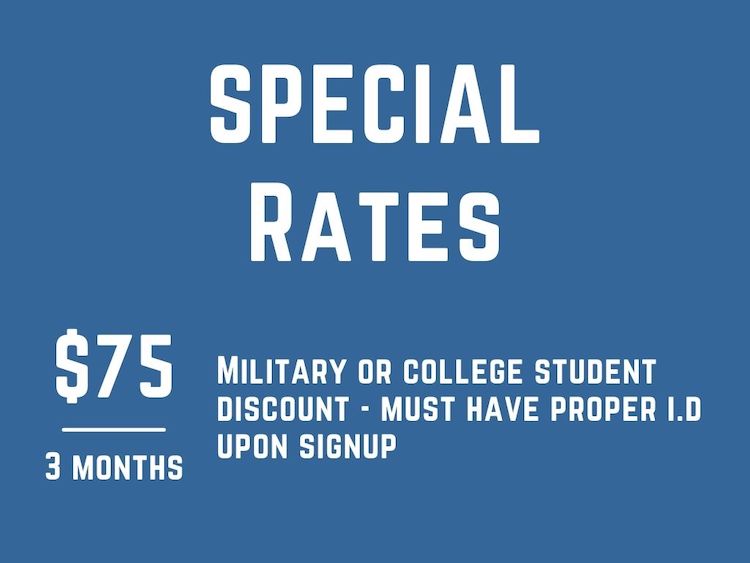 SPECIAL
RATES
$75
3 MONTHS
MILITARY OR COLLEGE STUDENT
DISCOUNT - MUST HAVE PROPER I.D
UPON SIGNUP